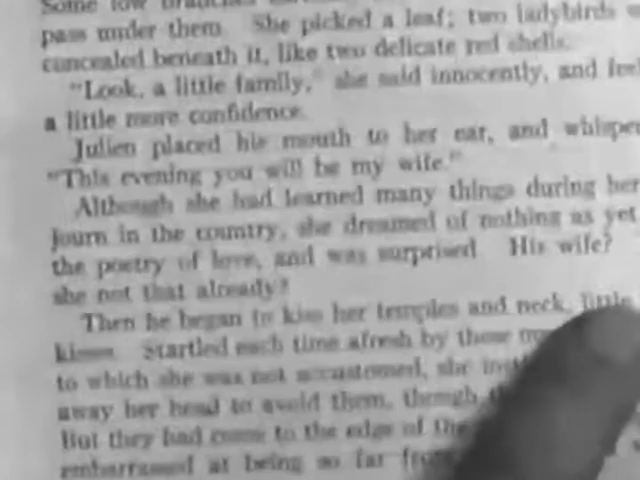 Some low branches
pass under them. She picked a leaf; two ladybirds
concealed beneath it, like two delicate red shells.
"Look, a little family," she said innocently, and feel
a little more confidence.
Julien placed his mouth to her ear, and whisper
"This evening you will be my wife."
Although she had learned many things during her
journ in the country, she dreamed of nothing as yet
the poetry of love, and was surprised. His wife?
she not that already?
Then he began to kiss her temples and neck, little
kisses. Startled each time afresh by these
to which she was not accustomed, she inst
away her head to avoid them, though
But they had come to the edge of the
embarrassed at being so far from